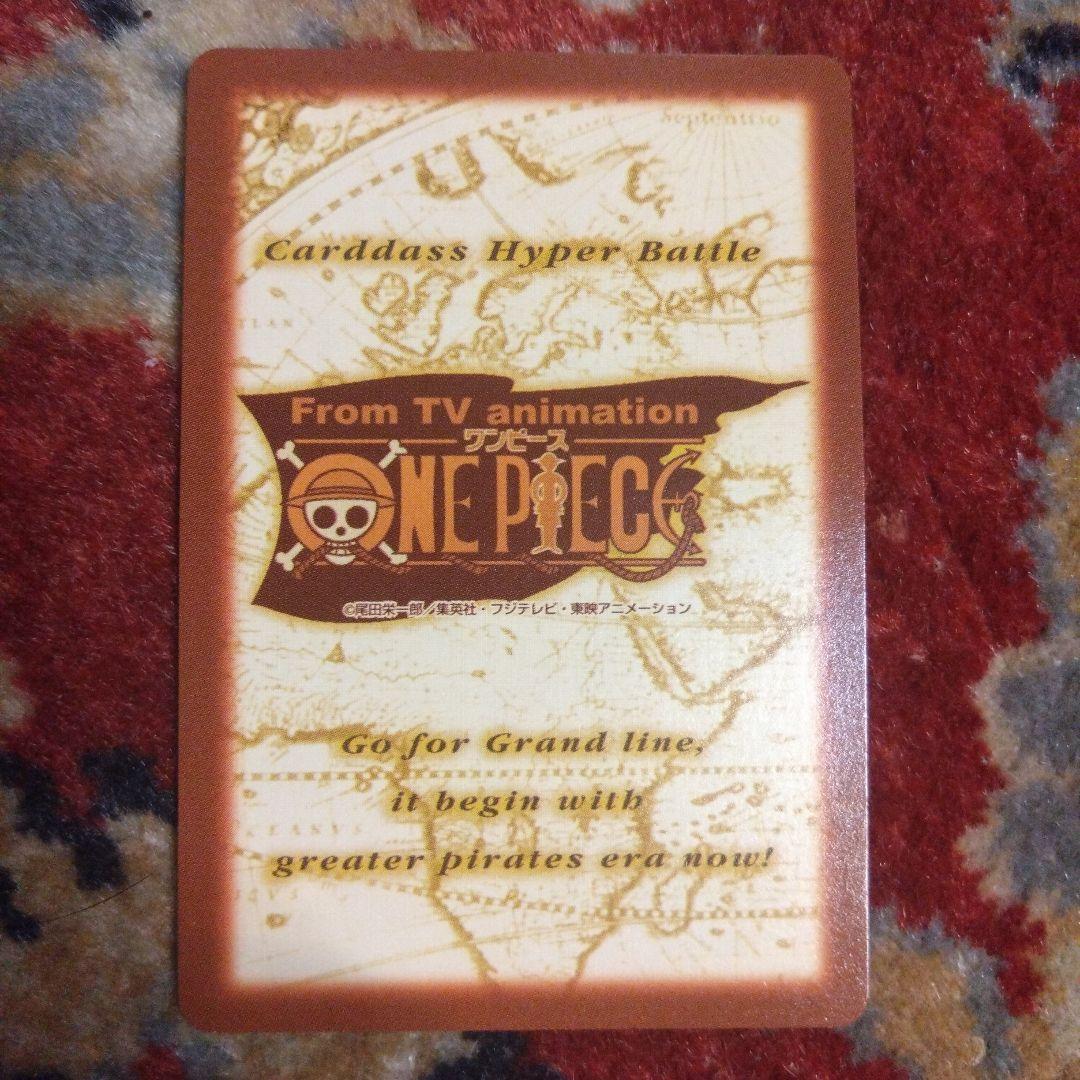 Septentrio
Carddass Hyper Battle
From TV animation
ワンピース
ONE PIECE
©尾田栄一郎/集英社・フジテレビ・東映アニメーション
Go for Grand line,
it begin with
greater pirates era now!